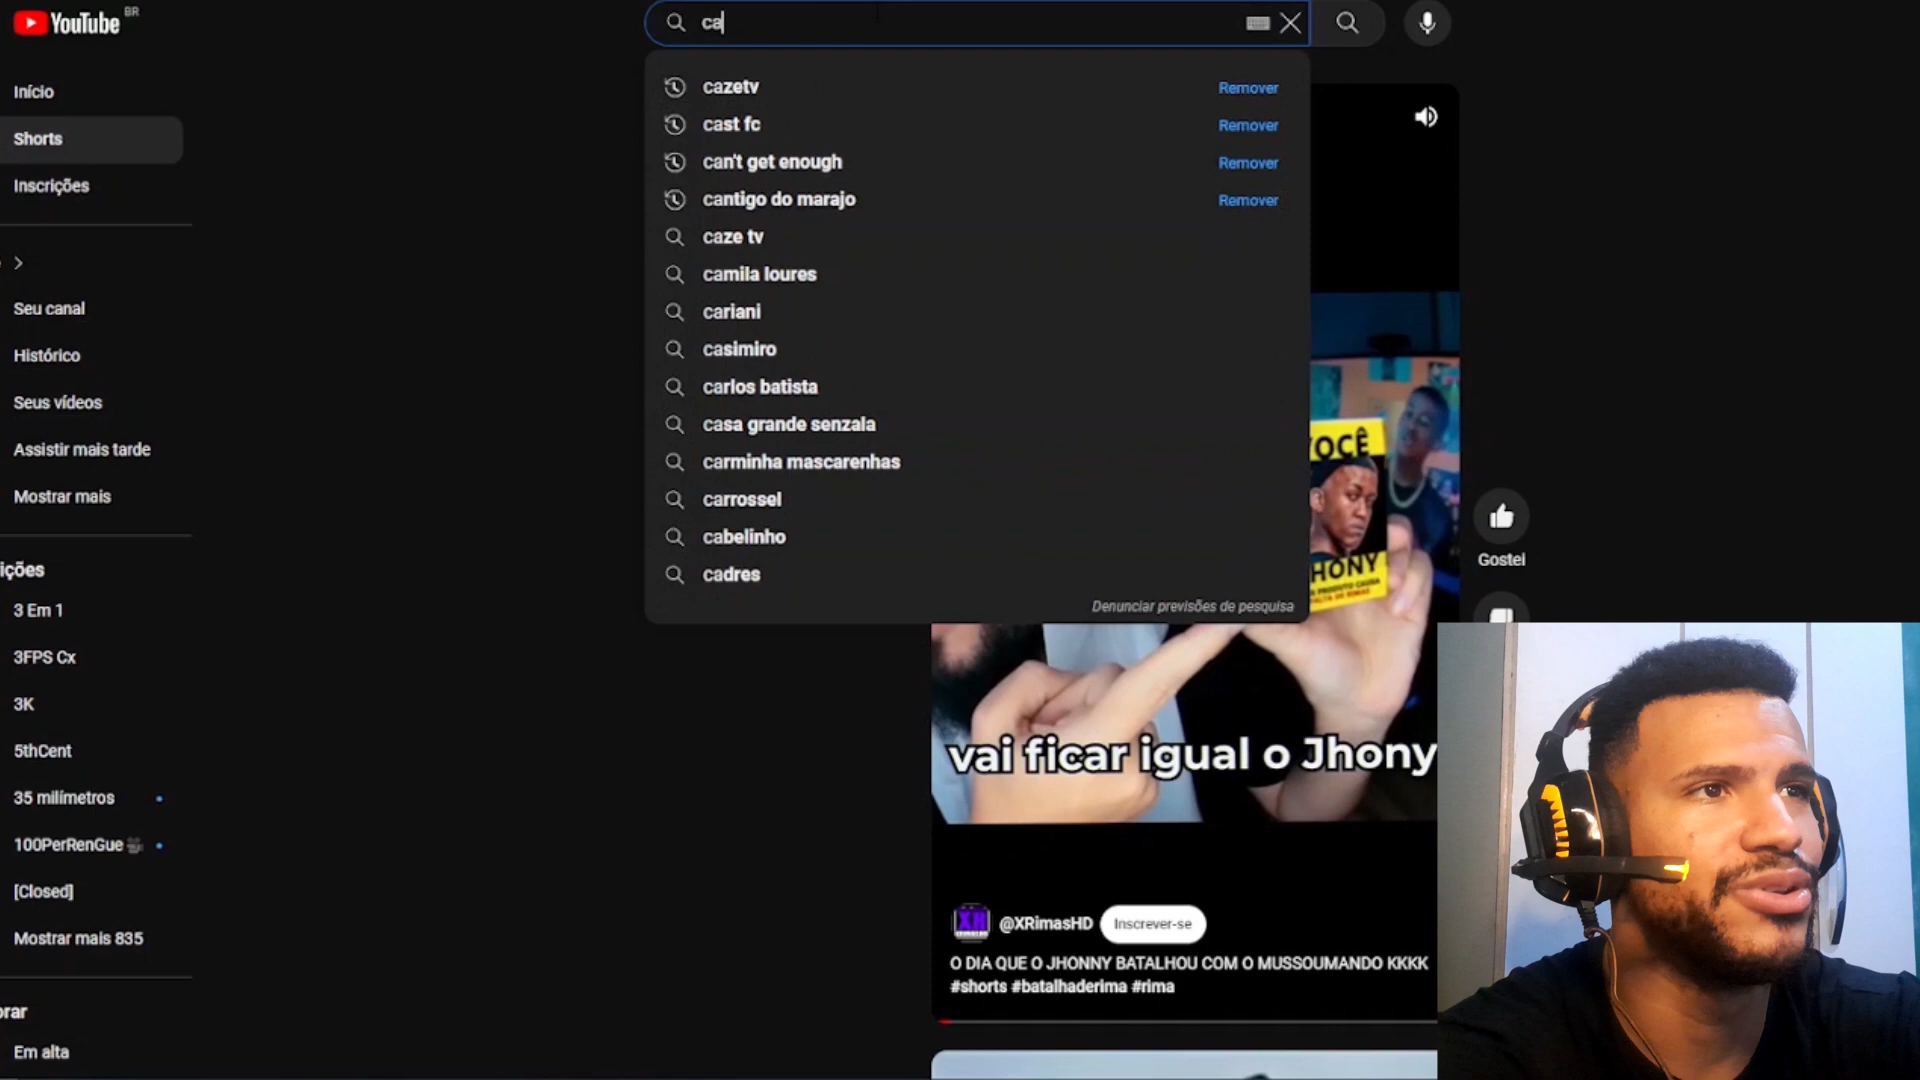 YouTube BR
ca
Início
Shorts
Inscrições
Seu canal
Histórico
Seus vídeos
Assistir mais tarde
Mostrar mais
ições
3 Em 1
3FPS Cx
3K
5thCent
35 milímetros
100PerRenGue
[Closed]
Mostrar mais 835
orar
Em alta
cazetv Remover
cast fc Remover
can't get enough Remover
cantigo do marajo Remover
caze tv
camila loures
cariani
casimiro
carlos batista
casa grande senzala
carminha mascarenhas
carrossel
cabelinho
cadres
Denunciar previsões de pesquisa
OCÊ
HONY
Gostei
vai ficar igual o Jhony
XH
@XRimasHD Inscrever-se
O DIA QUE O JHONNY BATALHOU COM O MUSSOUMANDO KKKK
#shorts #batalhaderima #rima